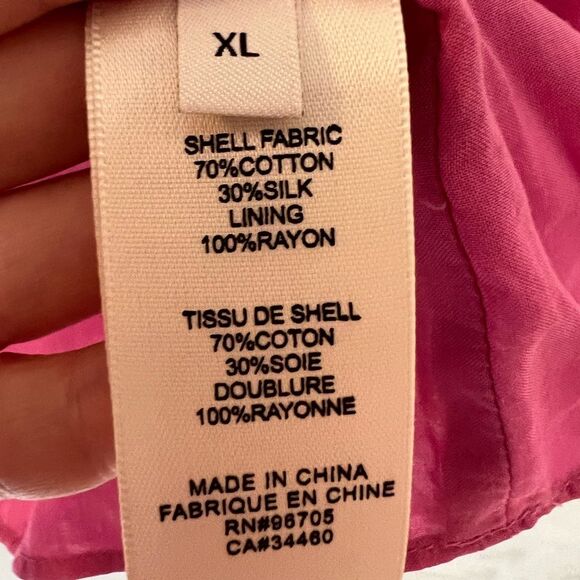 XL
SHELL FABRIC
70%COTTON
30%SILK
LINING
100%RAYON
TISSU DE SHELL
70%COTON
30%SOIE
DOUBLURE
100%RAYONNE
MADE IN CHINA
FABRIQUE EN CHINE
RN#96705
CA#34460